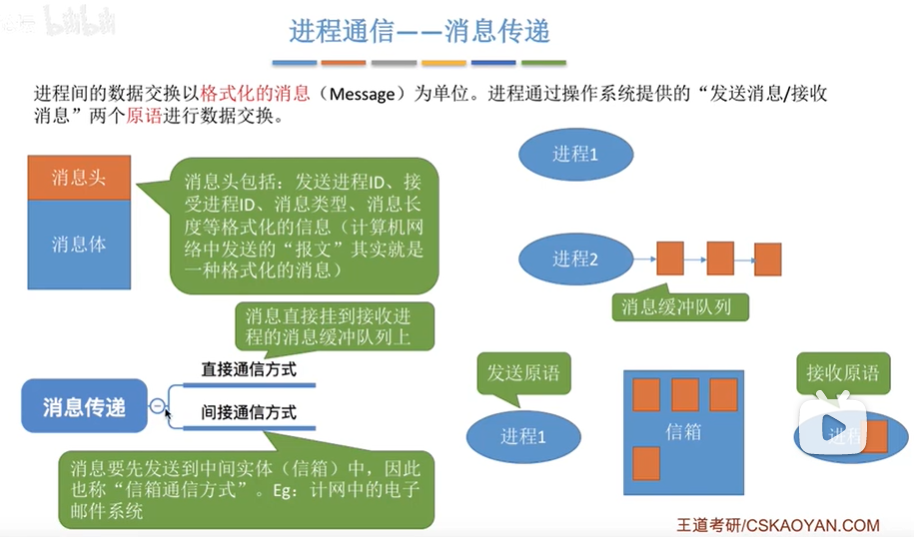 bilibili
进程通信——消息传递
进程间的数据交换以格式化的消息（Message）为单位。进程通过操作系统提供的“发送消息/接收
消息”两个原语进行数据交换。
消息头
消息体
消息头包括：发送进程ID、接
受进程ID、消息类型、消息长
度等格式化的信息（计算机网
络中发送的“报文”其实就是
一种格式化的消息）
进程1
进程2
消息缓冲队列
消息直接挂到接收进
程的消息缓冲队列上
直接通信方式
消息传递
间接通信方式
消息要先发送到中间实体（信箱）中，因此
也称“信箱通信方式”。Eg：计网中的电子
邮件系统
发送原语
进程1
信箱
接收原语
进程
王道考研/CSKAOYAN.COM